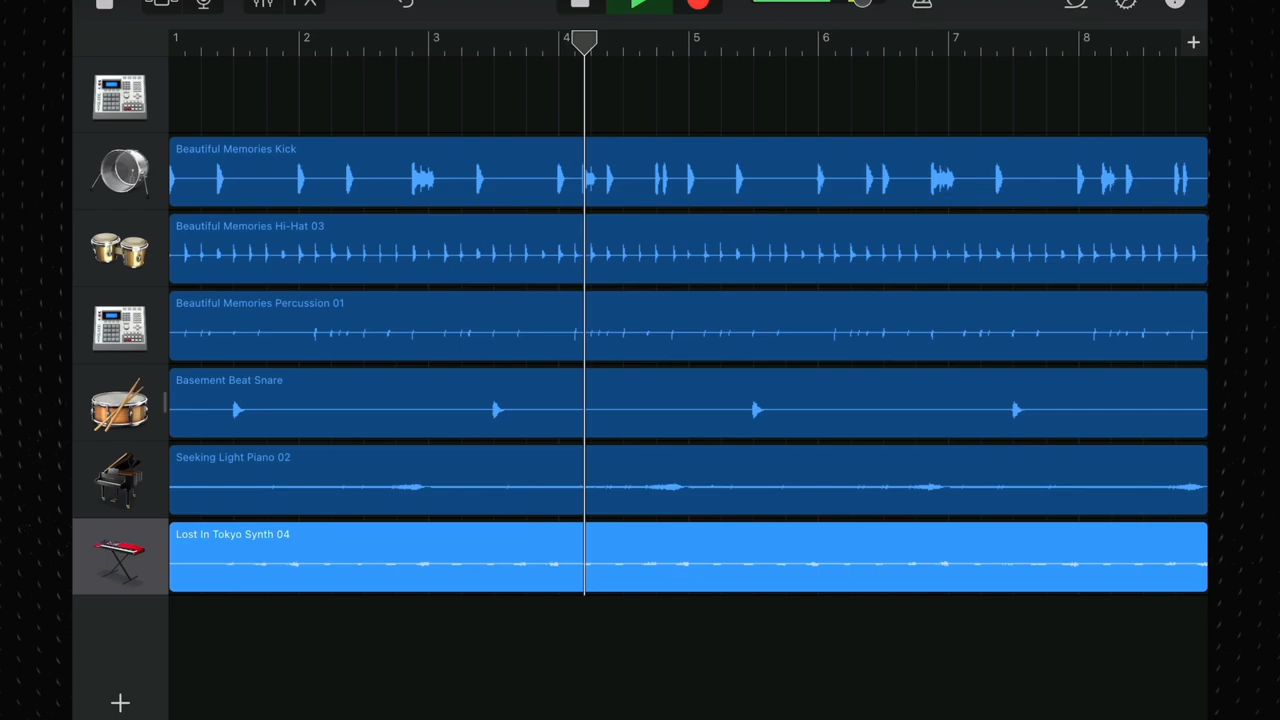 FX
1 2 3 4 5 6 7 8
Beautiful Memories Kick
Beautiful Memories Hi-Hat 03
Beautiful Memories Percussion 01
Basement Beat Snare
Seeking Light Piano 02
Lost In Tokyo Synth 04